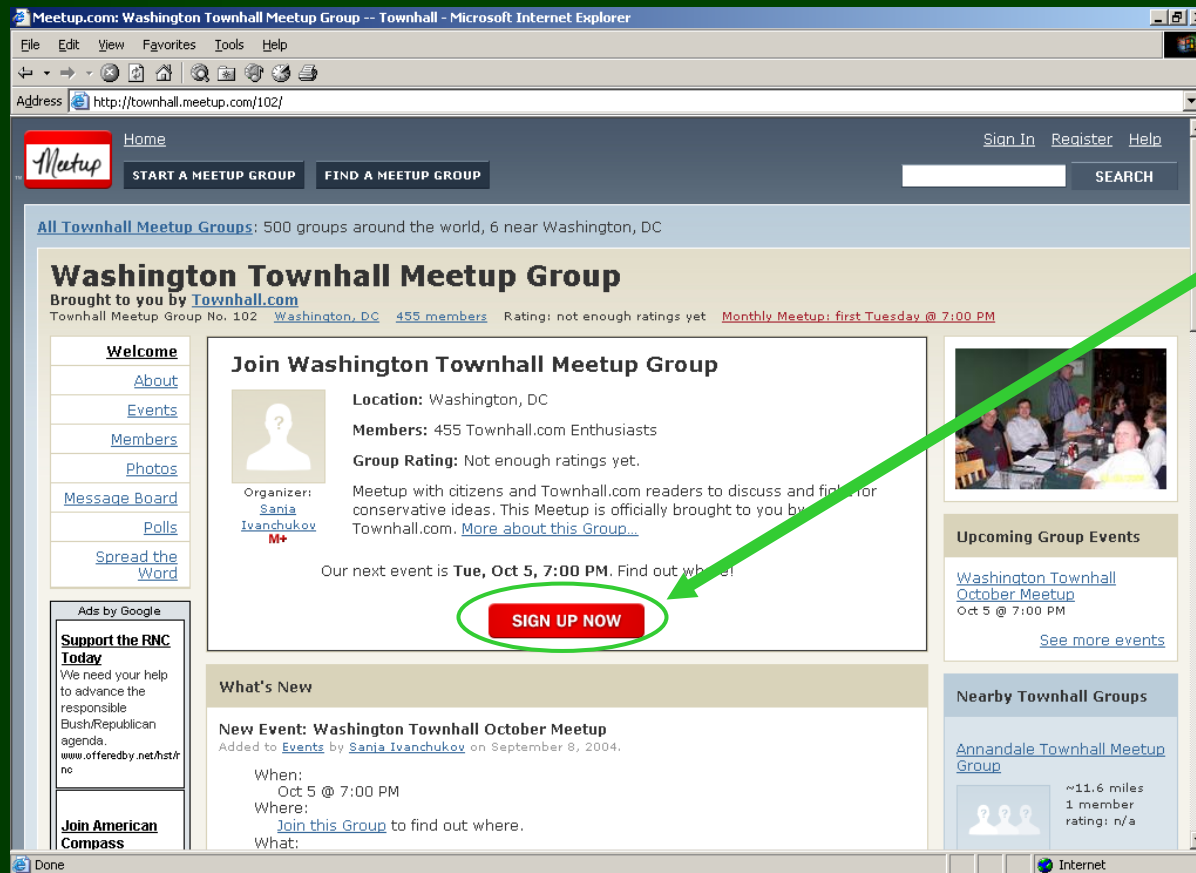 Meetup.com: Washington Townhall Meetup Group -- Townhall - Microsoft Internet Explorer
File Edit View Favorites Tools Help
Address http://townhall.meetup.com/102/
Meetup
TM
Home
Sign In Register Help
START A MEETUP GROUP FIND A MEETUP GROUP
SEARCH
All Townhall Meetup Groups: 500 groups around the world, 6 near Washington, DC
Washington Townhall Meetup Group
Brought to you by Townhall.com
Townhall Meetup Group No. 102 Washington, DC 455 members Rating: not enough ratings yet Monthly Meetup: first Tuesday @ 7:00 PM
Welcome
About
Events
Members
Photos
Message Board
Polls
Spread the
Word
Ads by Google
Support the RNC
Today
We need your help
to advance the
responsible
Bush/Republican
agenda.
www.offeredby.net/hst/r
nc
Join American
Compass
Join Washington Townhall Meetup Group
Organizer:
Sanja
Ivanchukov
M+
Location: Washington, DC
Members: 455 Townhall.com Enthusiasts
Group Rating: Not enough ratings yet.
Meetup with citizens and Townhall.com readers to discuss and fight for
conservative ideas. This Meetup is officially brought to you by
Townhall.com. More about this Group...
Our next event is Tue, Oct 5, 7:00 PM. Find out where!
SIGN UP NOW
What's New
New Event: Washington Townhall October Meetup
Added to Events by Sanja Ivanchukov on September 8, 2004.
When:
Oct 5 @ 7:00 PM
Where:
Join this Group to find out where.
What:
Upcoming Group Events
Washington Townhall
October Meetup
Oct 5 @ 7:00 PM
See more events
Nearby Townhall Groups
Annandale Townhall Meetup
Group
~11.6 miles
1 member
rating: n/a
Done
Internet